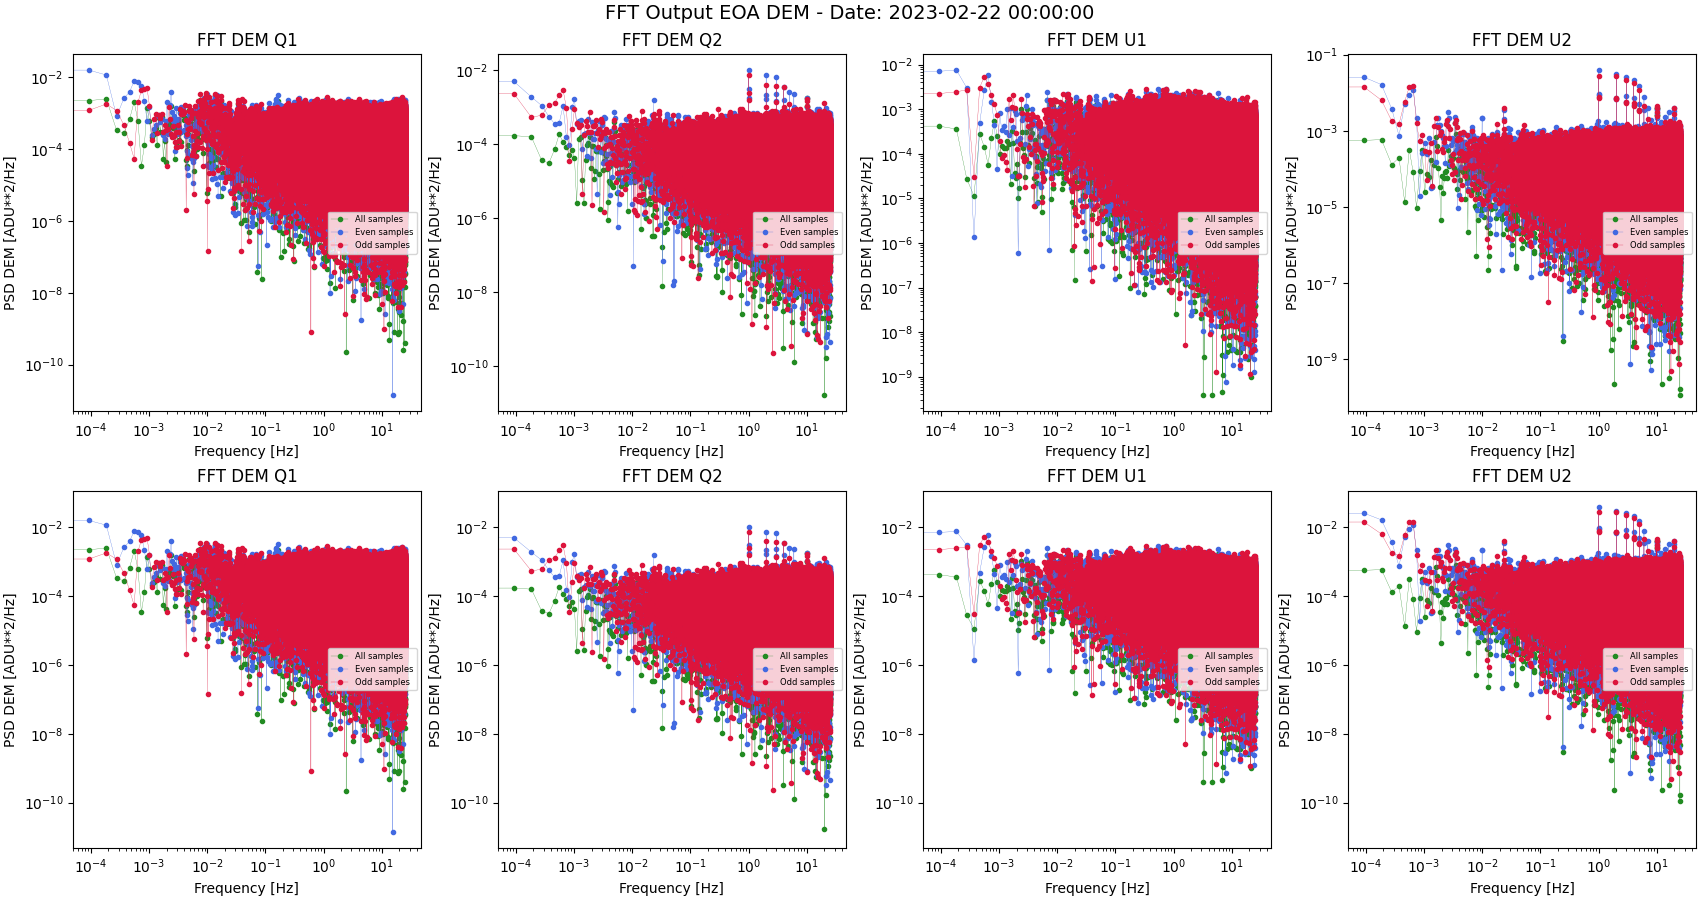 FFT Output EOA DEM - Date: 2023-02-22 00:00:00
FFT DEM Q1
PSD DEM [ADU**2/Hz]
10^-2
10^-4
10^-6
10^-8
10^-10
All samples
Even samples
Odd samples
10^-4 10^-3 10^-2 10^-1 10^0 10^1
Frequency [Hz]
FFT DEM Q2
PSD DEM [ADU**2/Hz]
10^-2
10^-4
10^-6
10^-8
10^-10
All samples
Even samples
Odd samples
10^-4 10^-3 10^-2 10^-1 10^0 10^1
Frequency [Hz]
FFT DEM U1
PSD DEM [ADU**2/Hz]
10^-2
10^-3
10^-4
10^-5
10^-6
10^-7
10^-8
10^-9
All samples
Even samples
Odd samples
10^-4 10^-3 10^-2 10^-1 10^0 10^1
Frequency [Hz]
FFT DEM U2
PSD DEM [ADU**2/Hz]
10^-1
10^-3
10^-5
10^-7
10^-9
All samples
Even samples
Odd samples
10^-4 10^-3 10^-2 10^-1 10^0 10^1
Frequency [Hz]
FFT DEM Q1
PSD DEM [ADU**2/Hz]
10^-2
10^-4
10^-6
10^-8
10^-10
All samples
Even samples
Odd samples
10^-4 10^-3 10^-2 10^-1 10^0 10^1
Frequency [Hz]
FFT DEM Q2
PSD DEM [ADU**2/Hz]
10^-2
10^-4
10^-6
10^-8
10^-10
All samples
Even samples
Odd samples
10^-4 10^-3 10^-2 10^-1 10^0 10^1
Frequency [Hz]
FFT DEM U1
PSD DEM [ADU**2/Hz]
10^-2
10^-4
10^-6
10^-8
10^-10
All samples
Even samples
Odd samples
10^-4 10^-3 10^-2 10^-1 10^0 10^1
Frequency [Hz]
FFT DEM U2
PSD DEM [ADU**2/Hz]
10^-2
10^-4
10^-6
10^-8
10^-10
All samples
Even samples
Odd samples
10^-4 10^-3 10^-2 10^-1 10^0 10^1
Frequency [Hz]